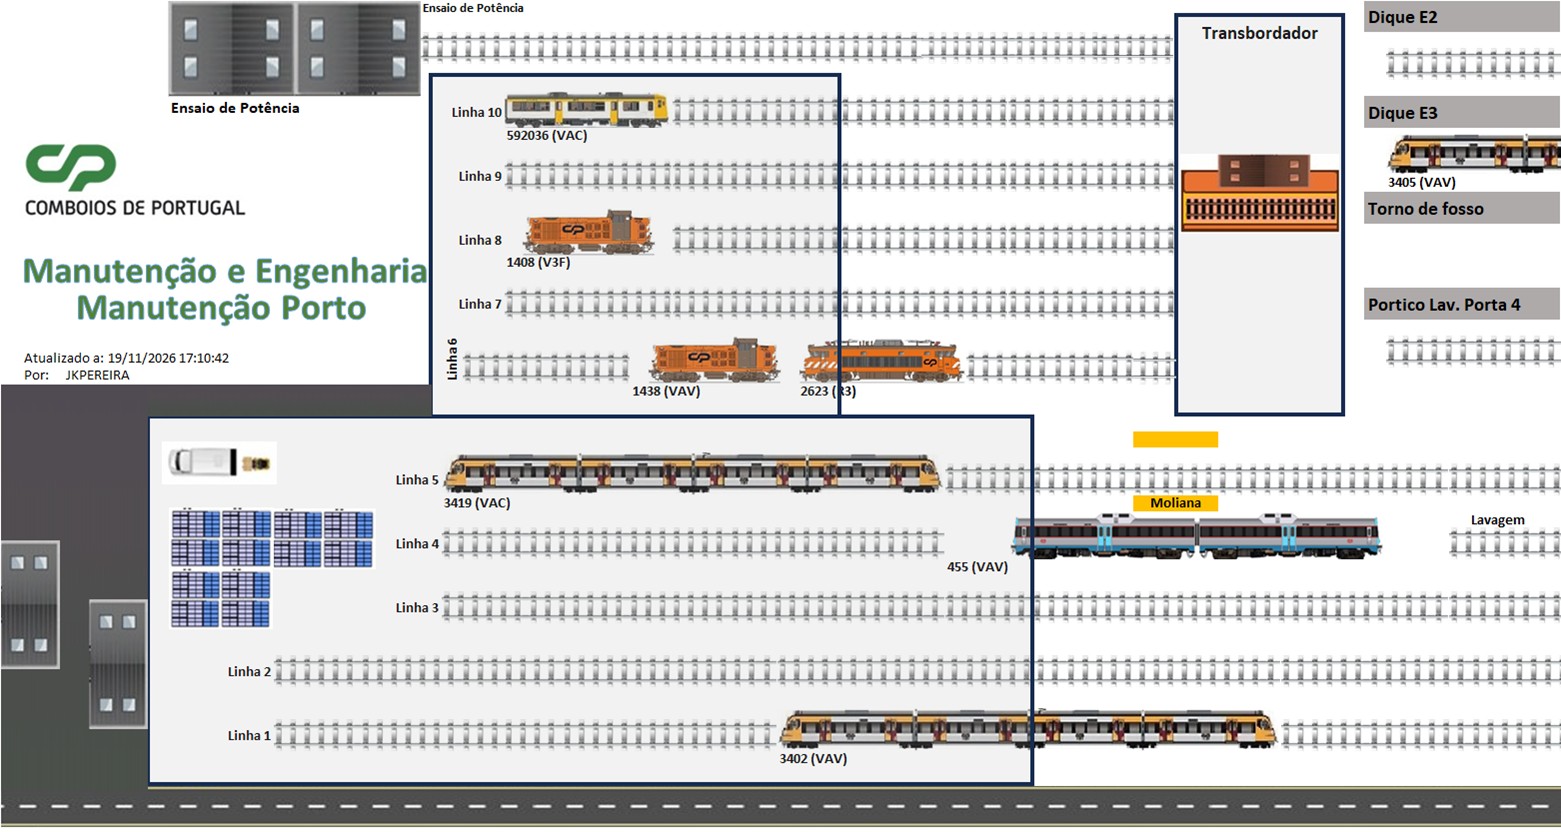 Ensaio de Potência
Transbordador
Dique E2
Ensaio de Potência
Linha 10
592036 (VAC)
Dique E3
3405 (VAV)
CP
COMBOIOS DE PORTUGAL
Linha 9
Torno de fosso
Linha 8
1408 (V3F)
Manutenção e Engenharia
Manutenção Porto
Linha 7
Portico Lav. Porta 4
Atualizado a: 19/11/2026 17:10:42
Por: JKPEREIRA
Linha 6
1438 (VAV)
2623 (R3)
Linha 5
3419 (VAC)
Moliana
Lavagem
Linha 4
455 (VAV)
Linha 3
Linha 2
Linha 1
3402 (VAV)